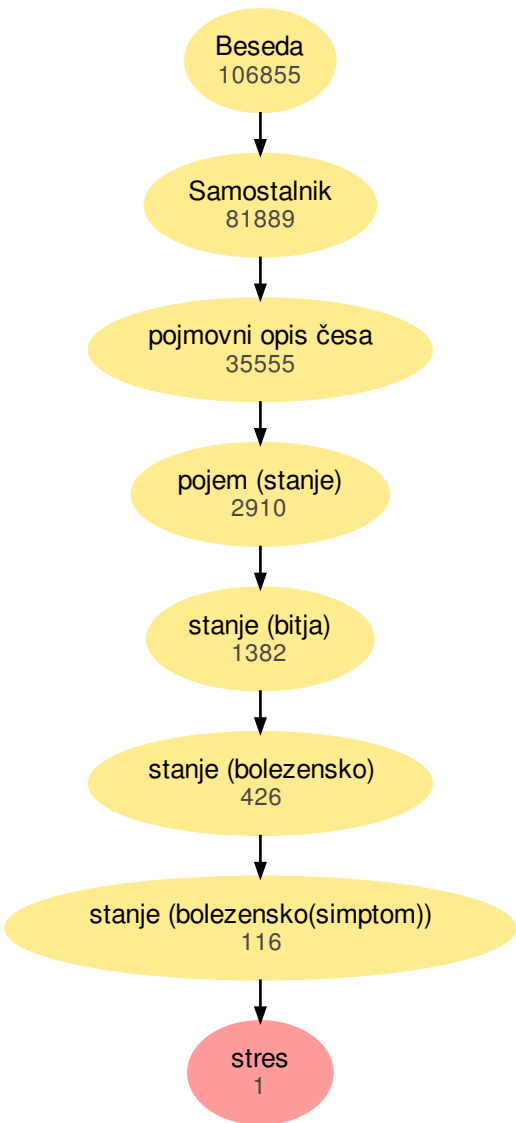 Beseda
106855
Samostalnik
81889
pojmovni opis česa
35555
pojem (stanje)
2910
stanje (bitja)
1382
stanje (bolezensko)
426
stanje (bolezensko(simptom))
116
stres
1